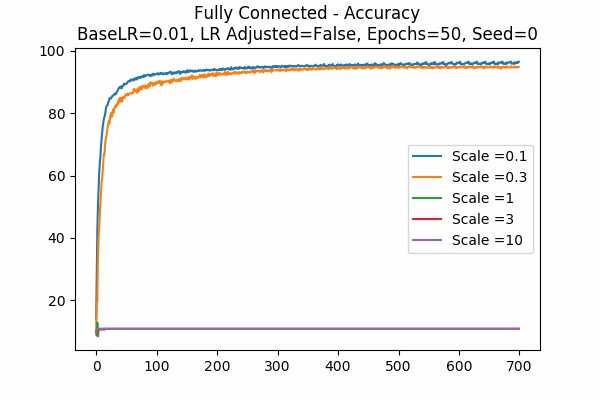 Fully Connected - Accuracy
BaseLR=0.01, LR Adjusted=False, Epochs=50, Seed=0
100
80
60
40
20
Scale =0.1
Scale =0.3
Scale =1
Scale =3
Scale =10
0 100 200 300 400 500 600 700